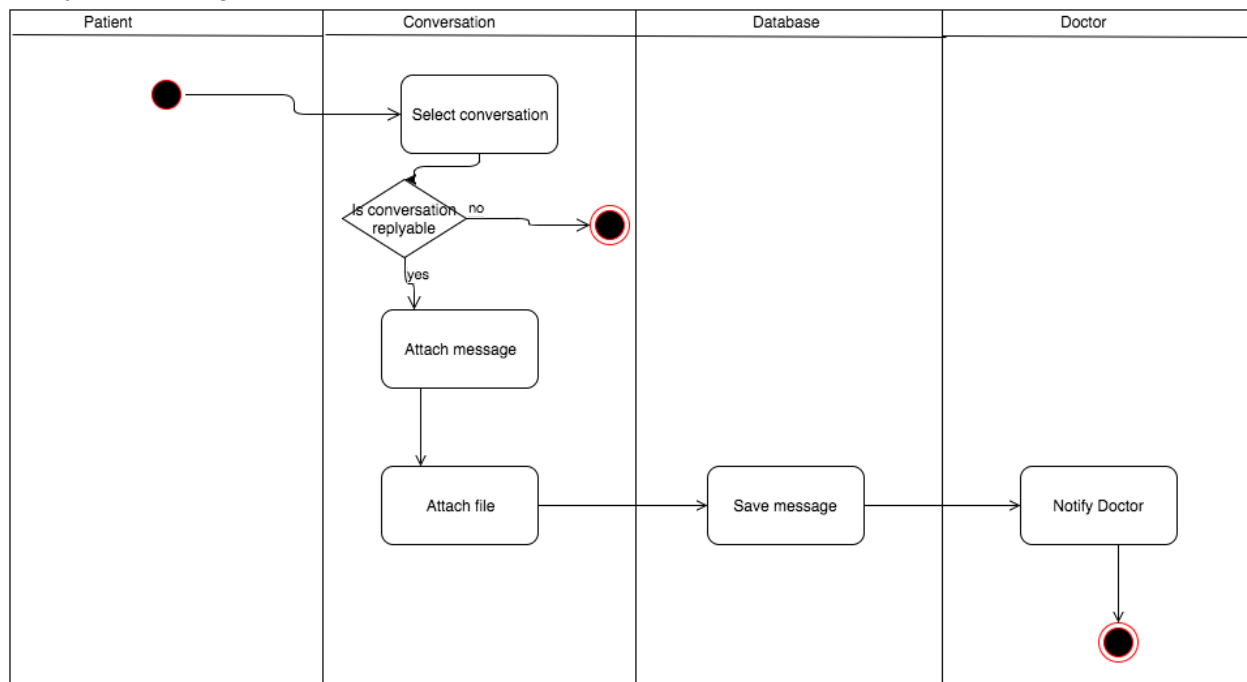 Patient
Conversation
Database
Doctor
Select conversation
Is conversation
replyable
no
yes
Attach message
Attach file
Save message
Notify Doctor